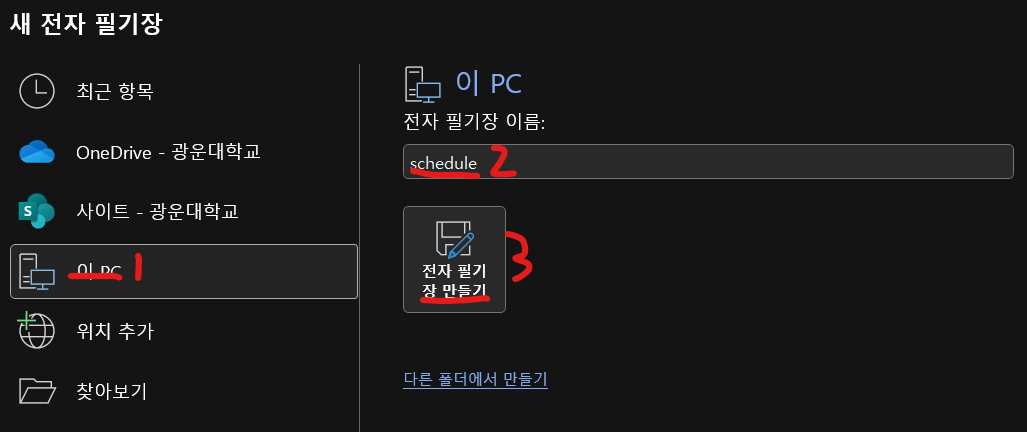 새 전자 필기장
최근 항목
OneDrive - 광운대학교
S 사이트 - 광운대학교
이 PC 1
위치 추가
찾아보기
이 PC
전자 필기장 이름:
schedule 2
전자 필기
장 만들기
3
다른 폴더에서 만들기